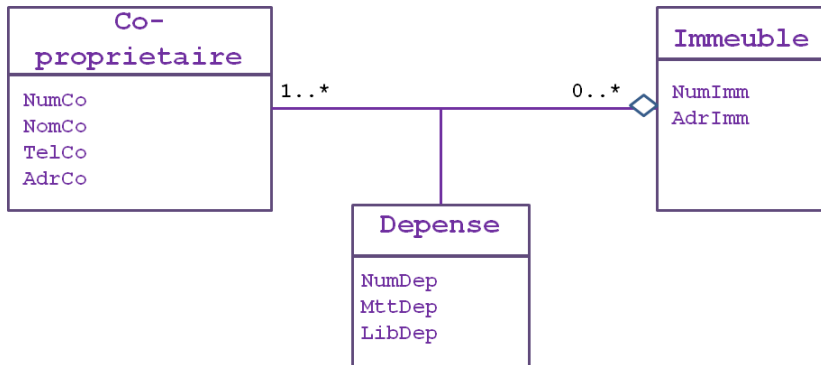 Co-
proprietaire
NumCo
NomCo
TelCo
AdrCo
1..*
0..*
Immeuble
NumImm
AdrImm
Depense
NumDep
MttDep
LibDep